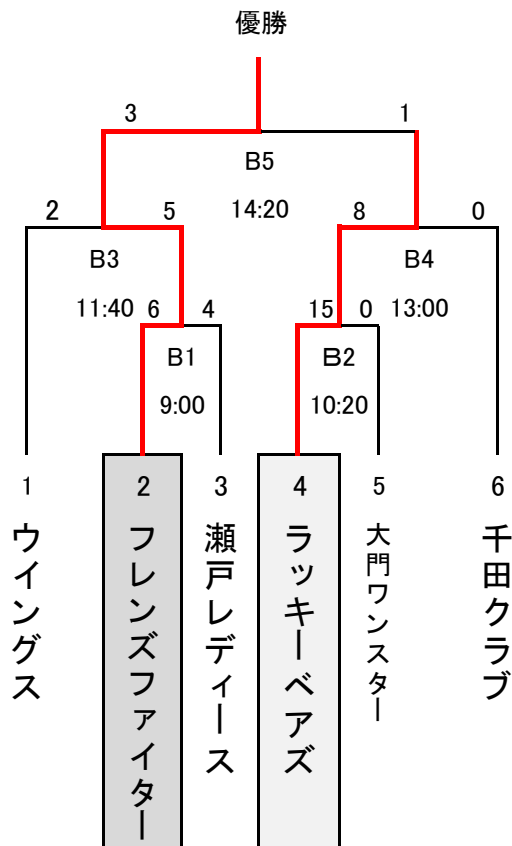 優勝
3 1
B5
14:20
2 5 8 0
B3 B4
11:40 6 4 15 0 13:00
B1 B2
9:00 10:20
1 2 3 4 5 6
ウイングス
フレンズファイター
瀬戸レディース
ラッキーベアズ
大門ワンスター
千田クラブ